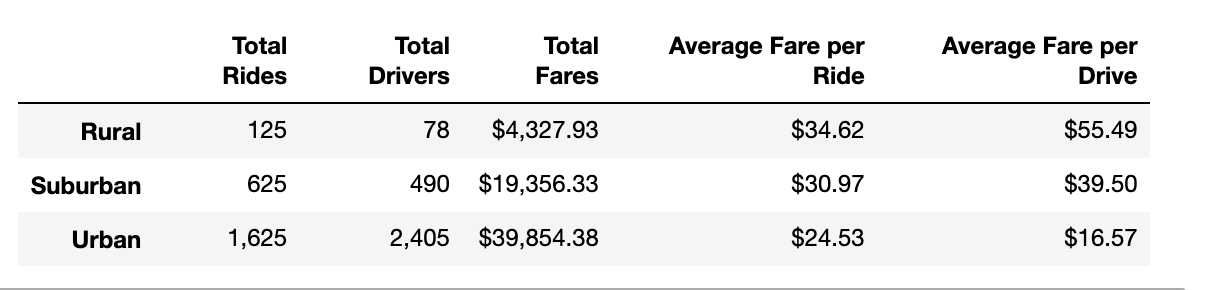 Total Total Total Average Fare per Average Fare per
Rides Drivers Fares Ride Drive
Rural 125 78 $4,327.93 $34.62 $55.49
Suburban 625 490 $19,356.33 $30.97 $39.50
Urban 1,625 2,405 $39,854.38 $24.53 $16.57